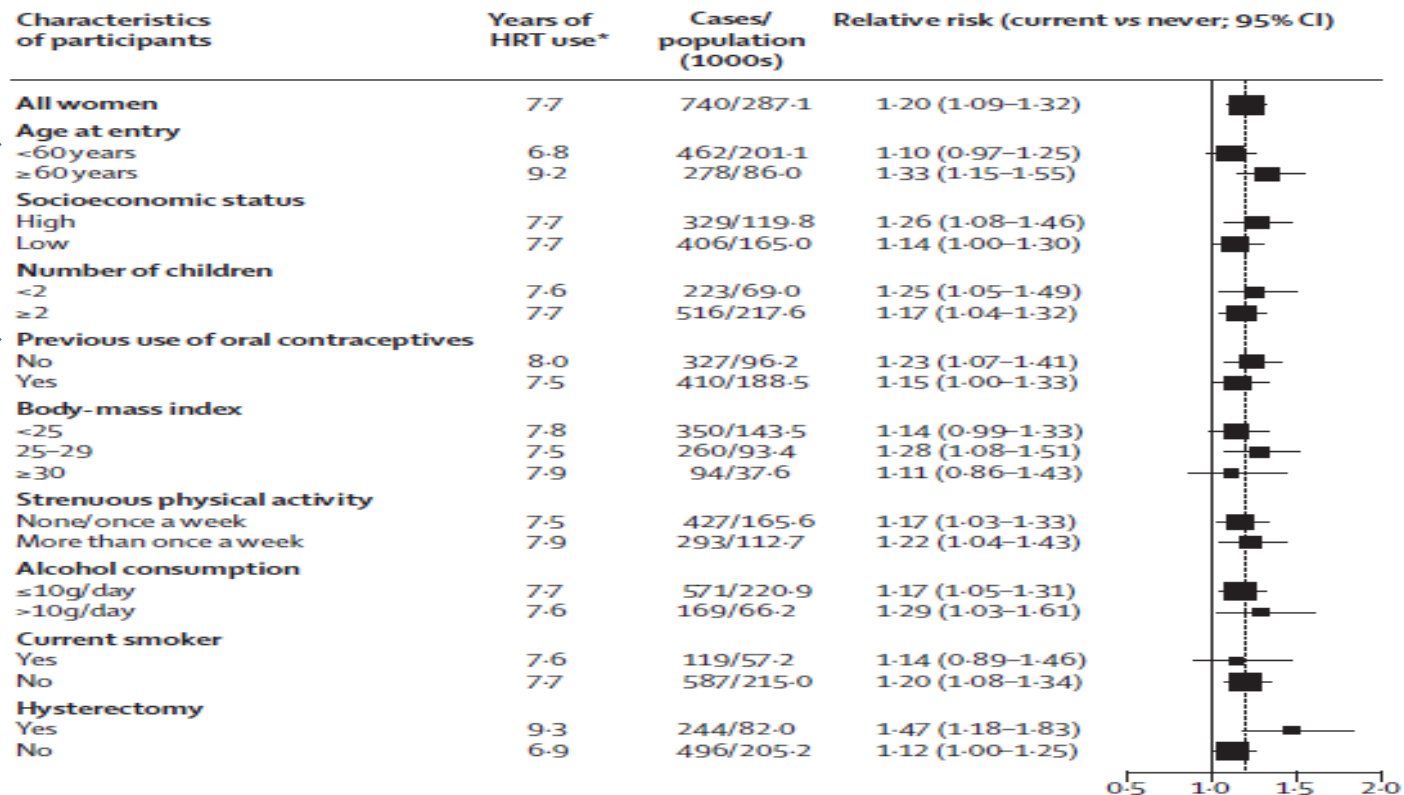 Characteristics of participants Years of HRT use* Cases/population (1000s) Relative risk (current vs never; 95% CI)
All women 7·7 740/287·1 1·20 (1·09–1·32)
Age at entry
<60 years 6·8 462/201·1 1·10 (0·97–1·25)
≥60 years 9·2 278/86·0 1·33 (1·15–1·55)
Socioeconomic status
High 7·7 329/119·8 1·26 (1·08–1·46)
Low 7·7 406/165·0 1·14 (1·00–1·30)
Number of children
<2 7·6 223/69·0 1·25 (1·05–1·49)
≥2 7·7 516/217·6 1·17 (1·04–1·32)
Previous use of oral contraceptives
No 8·0 327/96·2 1·23 (1·07–1·41)
Yes 7·5 410/188·5 1·15 (1·00–1·33)
Body-mass index
<25 7·8 350/143·5 1·14 (0·99–1·33)
25–29 7·5 260/93·4 1·28 (1·08–1·51)
≥30 7·9 94/37·6 1·11 (0·86–1·43)
Strenuous physical activity
None/once a week 7·5 427/165·6 1·17 (1·03–1·33)
More than once a week 7·9 293/112·7 1·22 (1·04–1·43)
Alcohol consumption
≤10g/day 7·7 571/220·9 1·17 (1·05–1·31)
>10g/day 7·6 169/66·2 1·29 (1·03–1·61)
Current smoker
Yes 7·6 119/57·2 1·14 (0·89–1·46)
No 7·7 587/215·0 1·20 (1·08–1·34)
Hysterectomy
Yes 9·3 244/82·0 1·47 (1·18–1·83)
No 6·9 496/205·2 1·12 (1·00–1·25)
0·5 1·0 1·5 2·0